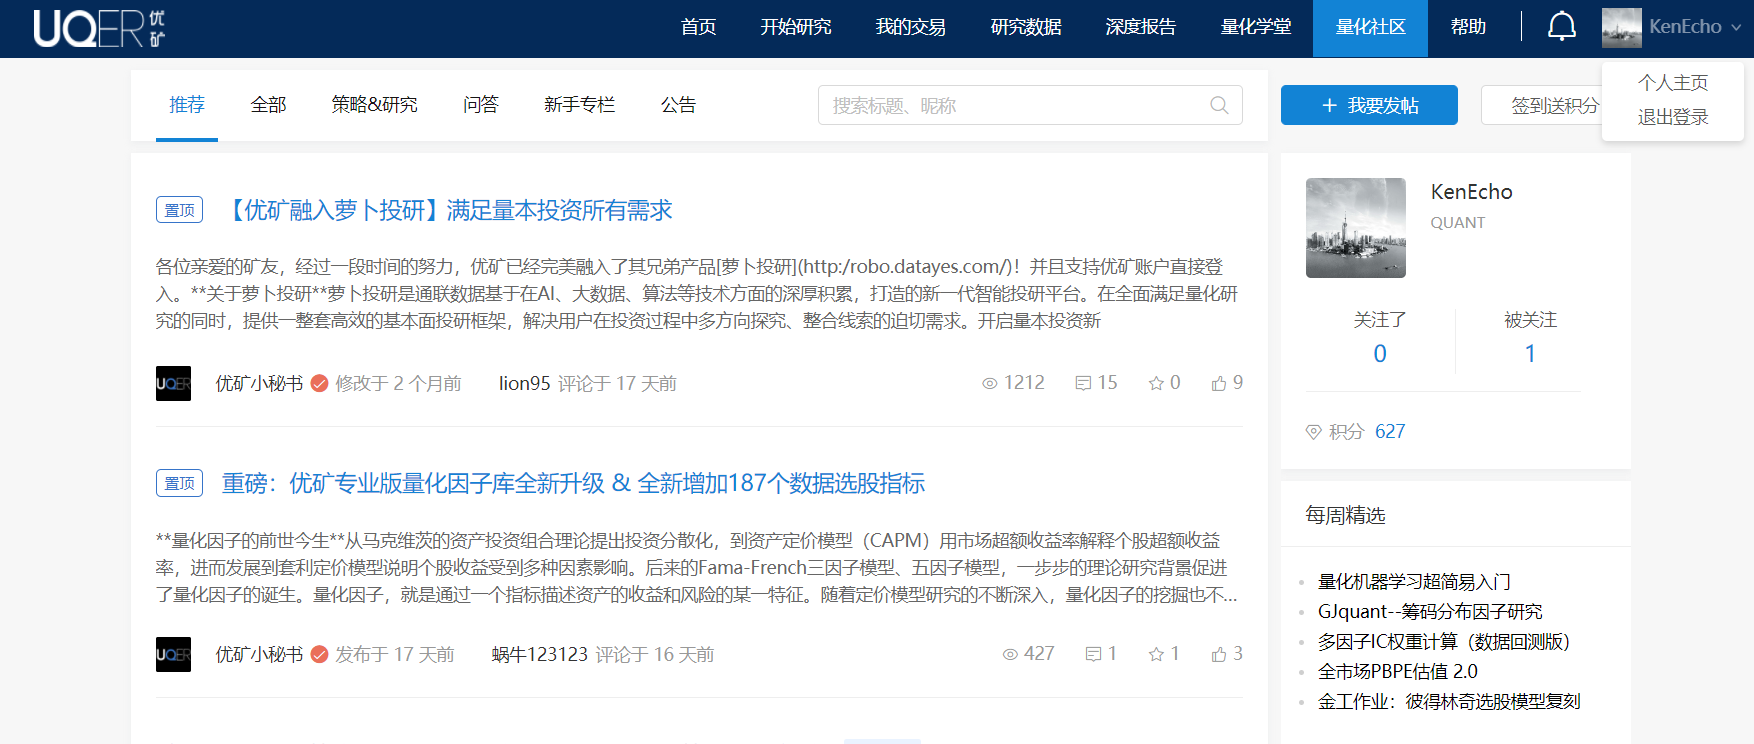 UQER 优矿
首页 开始研究 我的交易 研究数据 深度报告 量化学堂 量化社区 帮助 KenEcho
个人主页
退出登录
推荐 全部 策略&研究 问答 新手专栏 公告 搜索标题、昵称 + 我要发帖 签到送积分
置顶 【优矿融入萝卜投研】满足量本投资所有需求
各位亲爱的矿友，经过一段时间的努力，优矿已经完美融入了其兄弟产品[萝卜投研](http:/robo.datayes.com/)！并且支持优矿账户直接登
入。**关于萝卜投研**萝卜投研是通联数据基于在AI、大数据、算法等技术方面的深厚积累，打造的新一代智能投研平台。在全面满足量化研
究的同时，提供一整套高效的基本面投研框架，解决用户在投资过程中多方向探究、整合线索的迫切需求。开启量本投资新
UQER 优矿小秘书 修改于 2 个月前 lion95 评论于 17 天前 1212 15 0 9
置顶 重磅：优矿专业版量化因子库全新升级 & 全新增加187个数据选股指标
**量化因子的前世今生**从马克维茨的资产投资组合理论提出投资分散化，到资产定价模型（CAPM）用市场超额收益率解释个股超额收益
率，进而发展到套利定价模型说明个股收益受到多种因素影响。后来的Fama-French三因子模型、五因子模型，一步步的理论研究背景促进
了量化因子的诞生。量化因子，就是通过一个指标描述资产的收益和风险的某一特征。随着定价模型研究的不断深入，量化因子的挖掘也不...
UQER 优矿小秘书 发布于 17 天前 蜗牛123123 评论于 16 天前 427 1 1 3
KenEcho
QUANT
关注了 被关注
0 1
积分 627
每周精选
量化机器学习超简易入门
GJquant--筹码分布因子研究
多因子IC权重计算（数据回测版）
全市场PBPE估值 2.0
金工作业：彼得林奇选股模型复刻